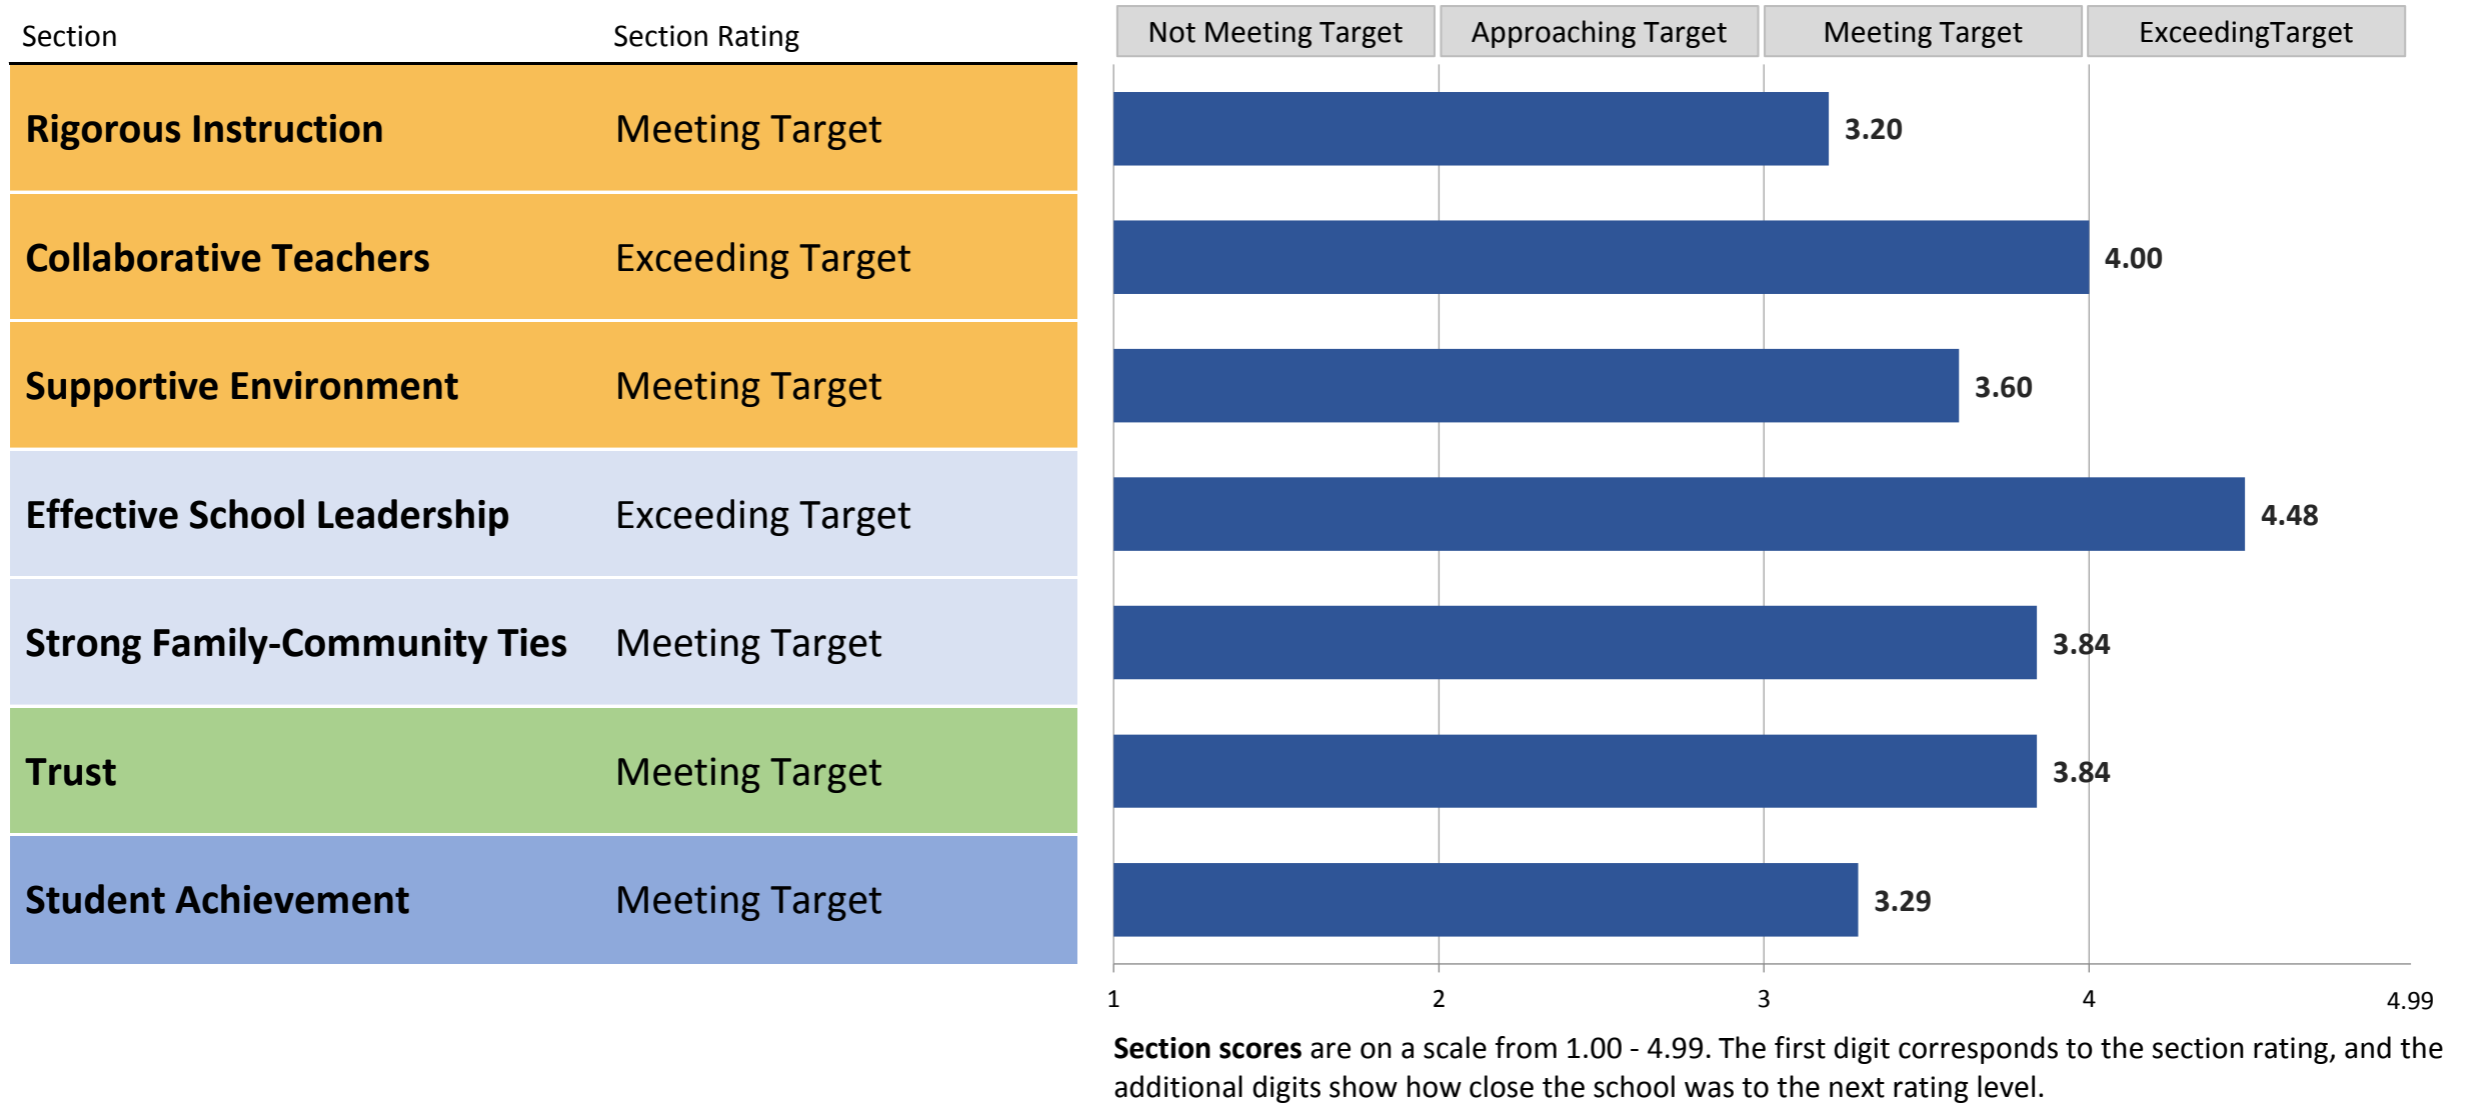 Section Section Rating Not Meeting Target Approaching Target Meeting Target ExceedingTarget
Rigorous Instruction Meeting Target 3.20
Collaborative Teachers Exceeding Target 4.00
Supportive Environment Meeting Target 3.60
Effective School Leadership Exceeding Target 4.48
Strong Family-Community Ties Meeting Target 3.84
Trust Meeting Target 3.84
Student Achievement Meeting Target 3.29
1 2 3 4 4.99
Section scores are on a scale from 1.00 - 4.99. The first digit corresponds to the section rating, and the
additional digits show how close the school was to the next rating level.